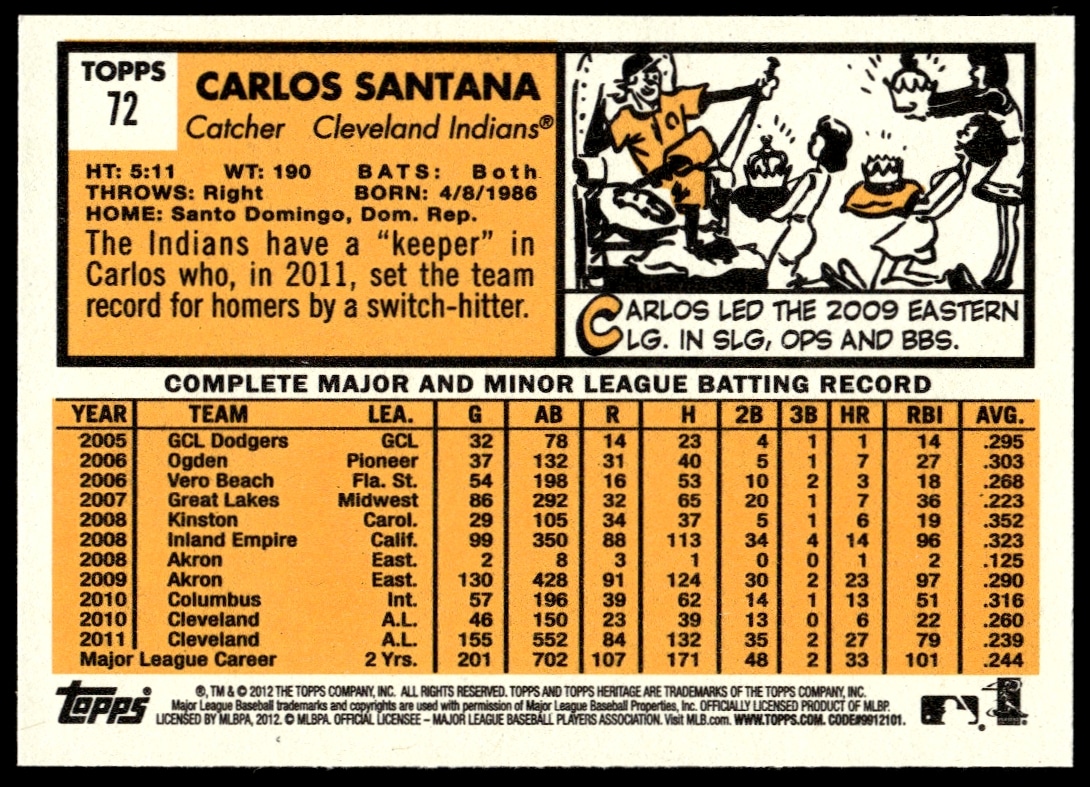 TOPPS
72
CARLOS SANTANA
Catcher Cleveland Indians®
HT: 5:11 WT: 190 BATS: Both
THROWS: Right BORN: 4/8/1986
HOME: Santo Domingo, Dom. Rep.
The Indians have a “keeper” in
Carlos who, in 2011, set the team
record for homers by a switch-hitter.
CARLOS LED THE 2009 EASTERN
LG. IN SLG, OPS AND BBS.
COMPLETE MAJOR AND MINOR LEAGUE BATTING RECORD
YEAR TEAM LEA. G AB R H 2B 3B HR RBI AVG.
2005 GCL Dodgers GCL 32 78 14 23 4 1 1 14 .295
2006 Ogden Pioneer 37 132 31 40 5 1 7 27 .303
2006 Vero Beach Fla. St. 54 198 16 53 10 2 3 18 .268
2007 Great Lakes Midwest 86 292 32 65 20 1 7 36 .223
2008 Kinston Carol. 29 105 34 37 5 1 6 19 .352
2008 Inland Empire Calif. 99 350 88 113 34 4 14 96 .323
2008 Akron East. 2 8 3 1 0 0 1 2 .125
2009 Akron East. 130 428 91 124 30 2 23 97 .290
2010 Columbus Int. 57 196 39 62 14 1 13 51 .316
2010 Cleveland A.L. 46 150 23 39 13 0 6 22 .260
2011 Cleveland A.L. 155 552 84 132 35 2 27 79 .239
Major League Career 2 Yrs. 201 702 107 171 48 2 33 101 .244
topps®
®, TM & © 2012 THE TOPPS COMPANY, INC. ALL RIGHTS RESERVED. TOPPS AND TOPPS HERITAGE ARE TRADEMARKS OF THE TOPPS COMPANY, INC.
Major League Baseball trademarks and copyrights are used with permission of Major League Baseball Properties, Inc. OFFICIALLY LICENSED PRODUCT OF MLBP.
LICENSED BY MLBPA, 2012. © MLBPA. OFFICIAL LICENSEE – MAJOR LEAGUE BASEBALL PLAYERS ASSOCIATION. Visit MLB.com. WWW.TOPPS.COM. CODE#9912101.